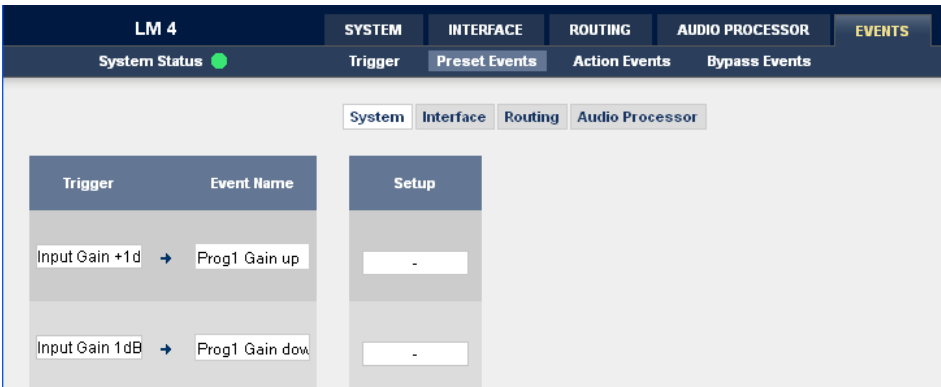 LM 4 SYSTEM INTERFACE ROUTING AUDIO PROCESSOR EVENTS
System Status Trigger Preset Events Action Events Bypass Events
System Interface Routing Audio Processor
Trigger Event Name Setup
Input Gain +1d Prog1 Gain up -
Input Gain 1dB Prog1 Gain dow -